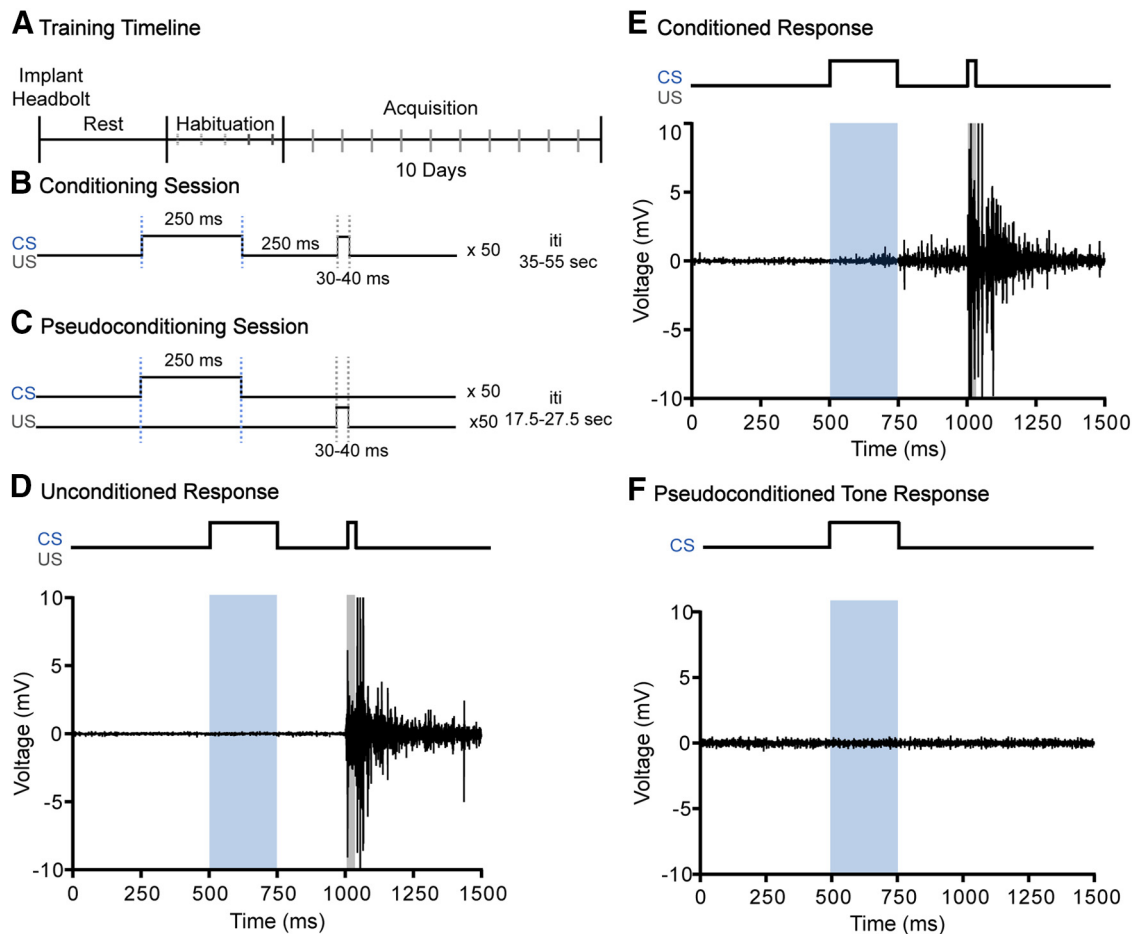 A Training Timeline
Implant
Headbolt
Rest
Habituation
Acquisition
10 Days
B Conditioning Session
250 ms
CS
US
250 ms
30-40 ms
x 50
iti
35-55 sec
C Pseudoconditioning Session
250 ms
CS
x 50
US
x50
iti
17.5-27.5 sec
30-40 ms
D Unconditioned Response
CS
US
10
5
0
-5
-10
Voltage (mV)
0 250 500 750 1000 1250 1500
Time (ms)
E Conditioned Response
CS
US
10
5
0
-5
-10
Voltage (mV)
0 250 500 750 1000 1250 1500
Time (ms)
F Pseudoconditioned Tone Response
CS
10
5
0
-5
-10
Voltage (mV)
0 250 500 750 1000 1250 1500
Time (ms)